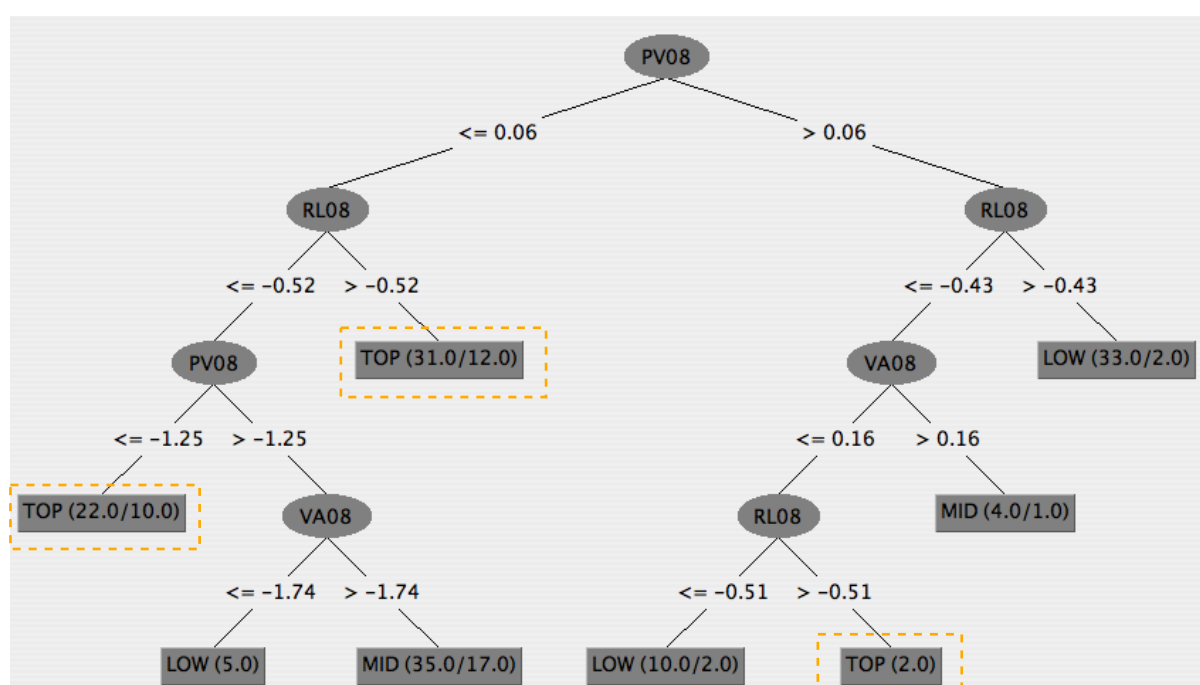 PV08
<= 0.06
> 0.06
RL08
RL08
<= -0.52
> -0.52
<= -0.43
> -0.43
PV08
TOP (31.0/12.0)
VA08
LOW (33.0/2.0)
<= -1.25
> -1.25
<= 0.16
> 0.16
TOP (22.0/10.0)
VA08
RL08
MID (4.0/1.0)
<= -1.74
> -1.74
<= -0.51
> -0.51
LOW (5.0)
MID (35.0/17.0)
LOW (10.0/2.0)
TOP (2.0)